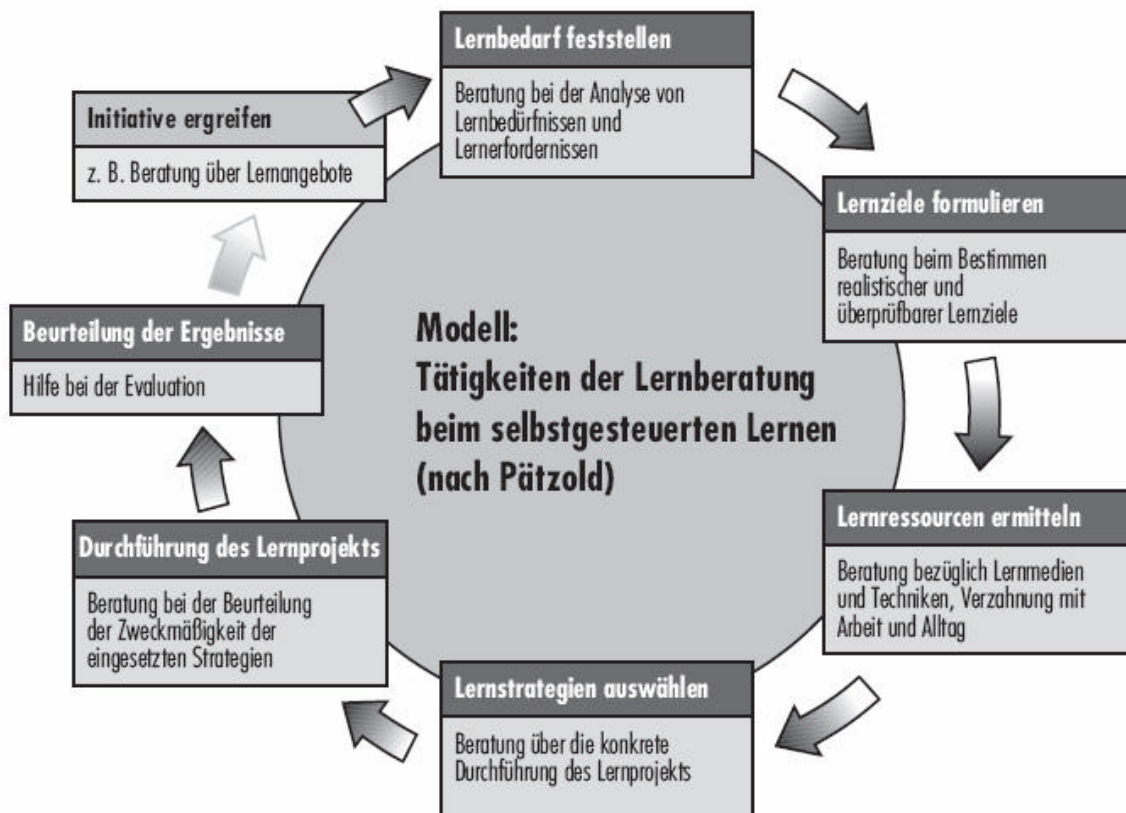 Lernbedarf feststellen
Beratung bei der Analyse von
Lernbedürfnissen und
Lernerfordernissen
Initiative ergreifen
z. B. Beratung über Lernangebote
Lernziele formulieren
Beratung beim Bestimmen
realistischer und
überprüfbarer Lernziele
Beurteilung der Ergebnisse
Hilfe bei der Evaluation
Modell:
Tätigkeiten der Lernberatung
beim selbstgesteuerten Lernen
(nach Pätzold)
Lernressourcen ermitteln
Beratung bezüglich Lernmedien
und Techniken, Verzahnung mit
Arbeit und Alltag
Durchführung des Lernprojekts
Beratung bei der Beurteilung
der Zweckmäßigkeit der
eingesetzten Strategien
Lernstrategien auswählen
Beratung über die konkrete
Durchführung des Lernprojekts